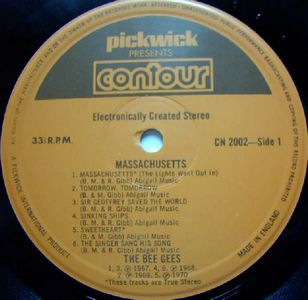 pickwick
PRESENTS
contour
Electronically Created Stereo
33⅓ R.P.M.
CN 2002—Side 1
MASSACHUSETTS
1. MASSACHUSETTS* (The Lights Went Out In)
(B. M. & R. Gibb) Abigail Music
2. TOMORROW, TOMORROW
(B. & M. Gibb) Abigail Music
3. SIR GEOFFREY SAVED THE WORLD
(B. M. & R. Gibb) Abigail Music
4. SINKING SHIPS
(B. M. & R. Gibb) Abigail Music
5. SWEETHEART*
(B. & M. Gibb) Abigail Music
6. THE SINGER SANG HIS SONG
(B. M. & R. Gibb) Abigail Music
THE BEE GEES
1, 3, ℗ 1967. 4, 6, ℗ 1968.
2 ℗ 1969. 5, ℗ 1970
*These tracks are True Stereo
A PICKWICK INTERNATIONAL PRODUCT
MADE IN ENGLAND